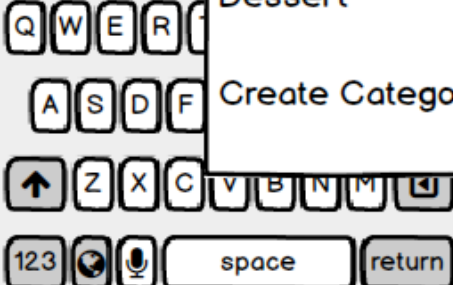 Dessert
Q W E R
A S D F
Create Catego
Z X C V B N M
123 space return